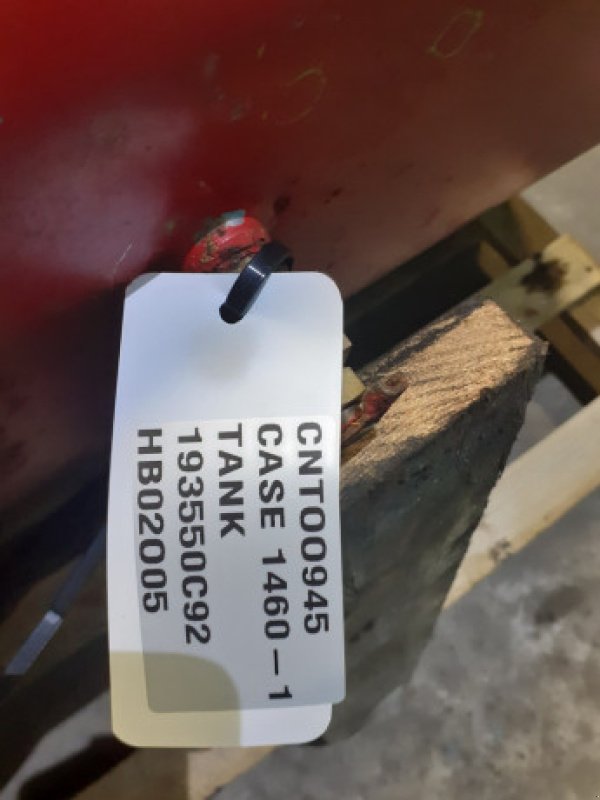 CNT00945
CASE 1460-1
TANK
193550C92
HB02005